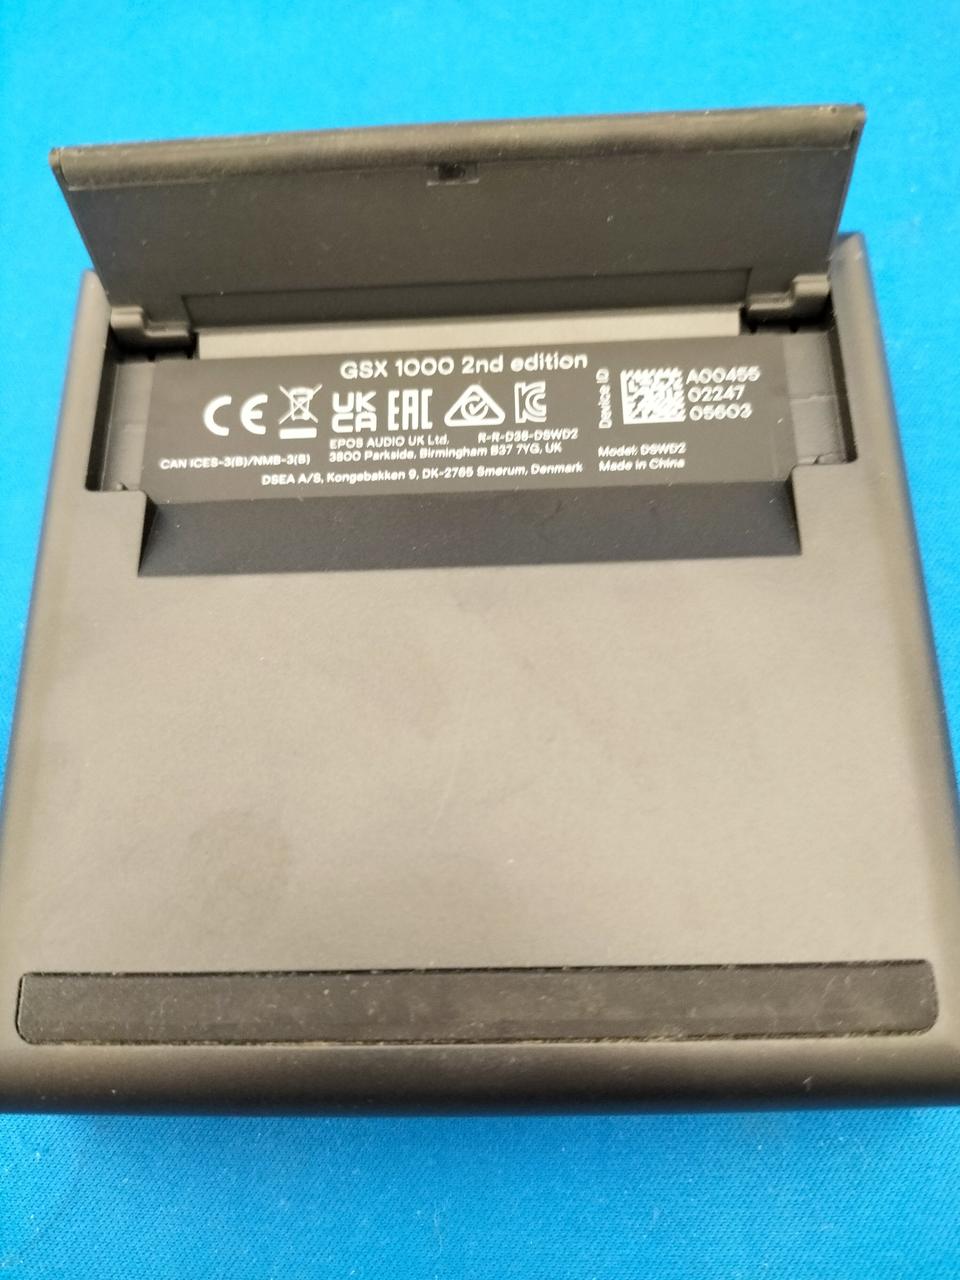 GSX 1000 2nd edition
CE
UK
CA
EAC
EPOS AUDIO UK Ltd.
R-R-D36-DSWD2
CAN ICES-3(B)/NMB-3(B)
3800 Parkside, Birmingham B37 7YG, UK
DSEA A/S, Kongebakken 9, DK-2765 Smørum, Denmark
Device ID
A00455
02247
05603
Model: DSWD2
Made in China